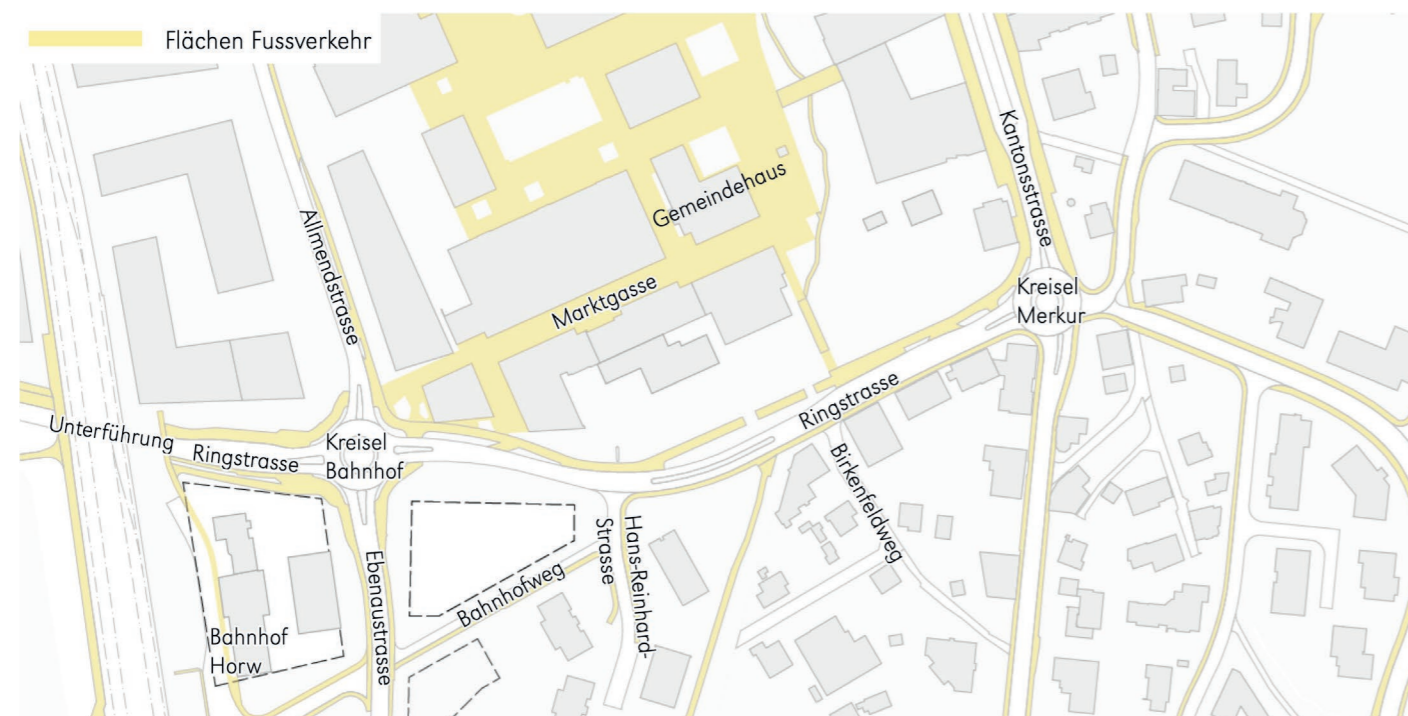 Flächen Fussverkehr
Kantonsstrasse
Gemeindehaus
Allmendstrasse
Marktgasse
Kreisel
Merkur
Ringstrasse
Unterführung
Ringstrasse
Kreisel
Bahnhof
Birkenfeldweg
Hans-Reinhard-
Strasse
Ebenaustrasse
Bahnhofweg
Bahnhof
Horw